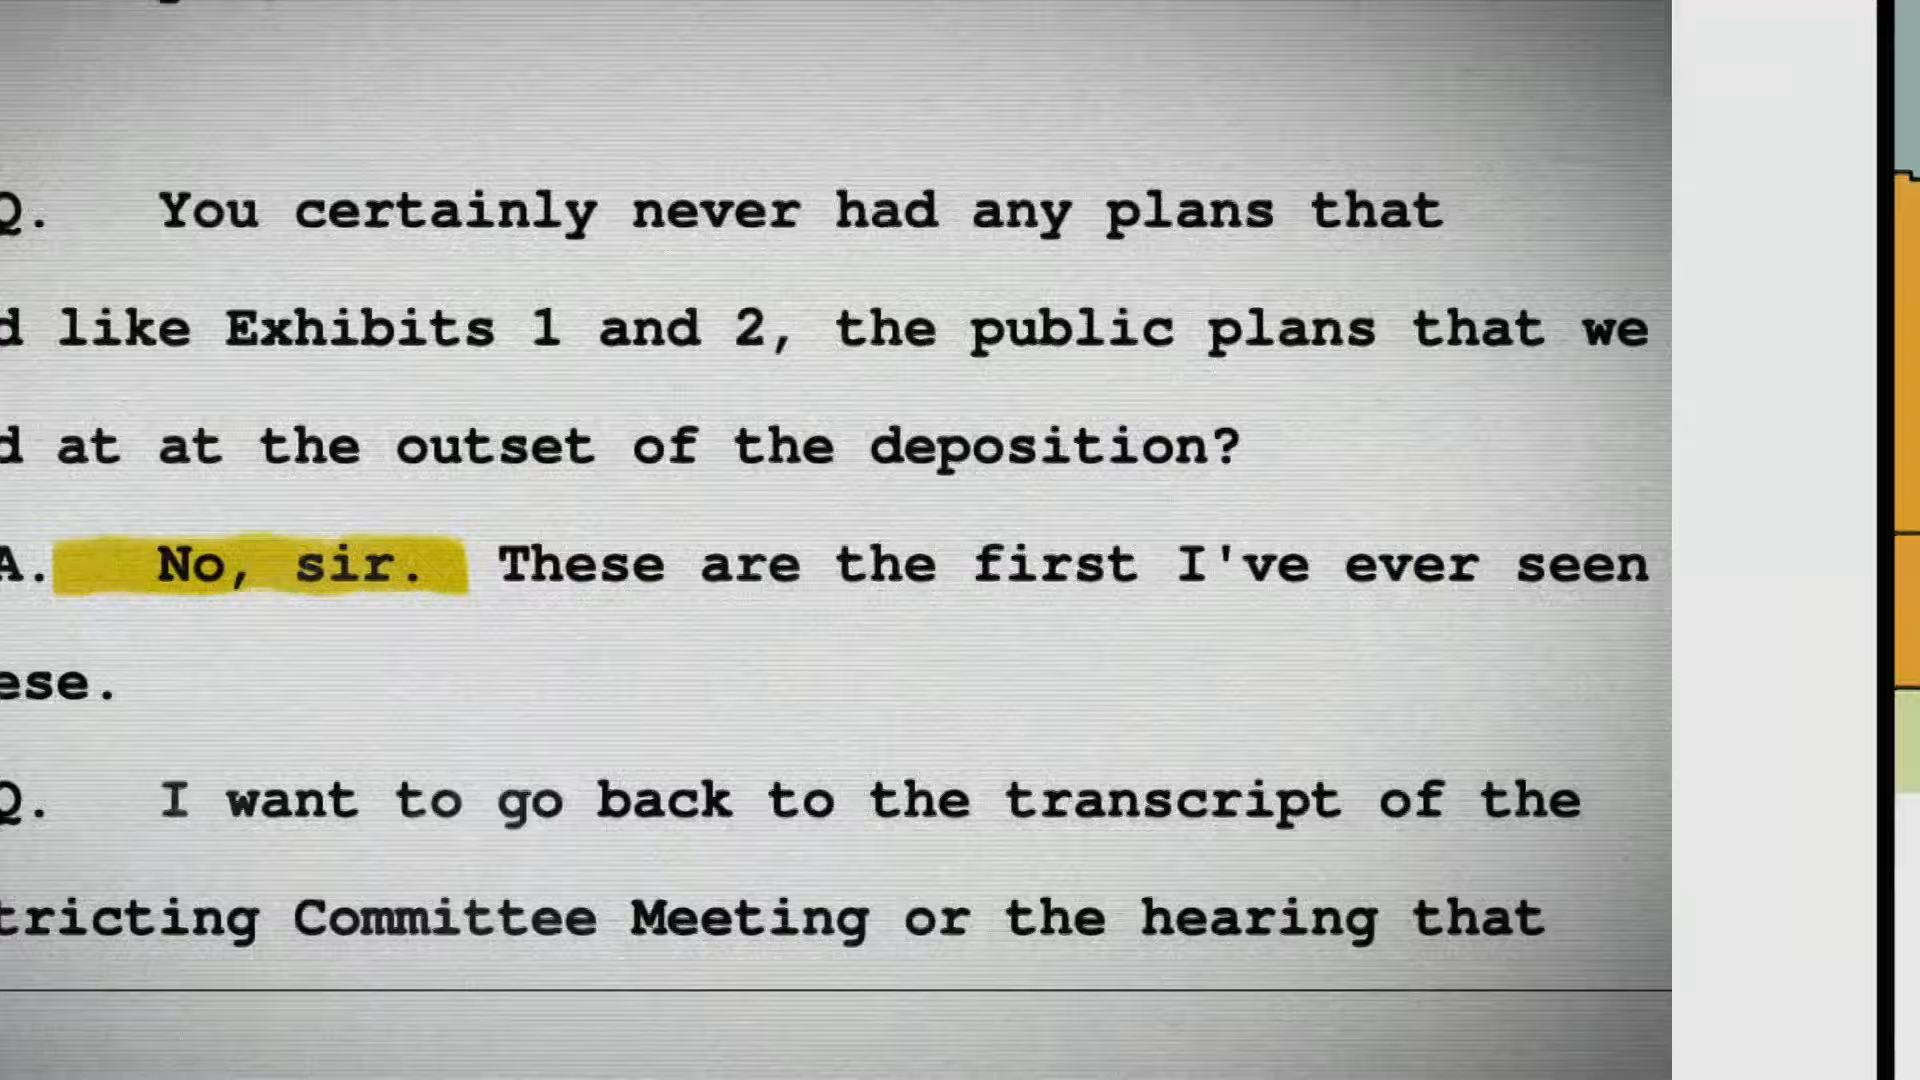 Q. You certainly never had any plans that
d like Exhibits 1 and 2, the public plans that we
d at at the outset of the deposition?
A. No, sir. These are the first I've ever seen
ese.
Q. I want to go back to the transcript of the
tricting Committee Meeting or the hearing that